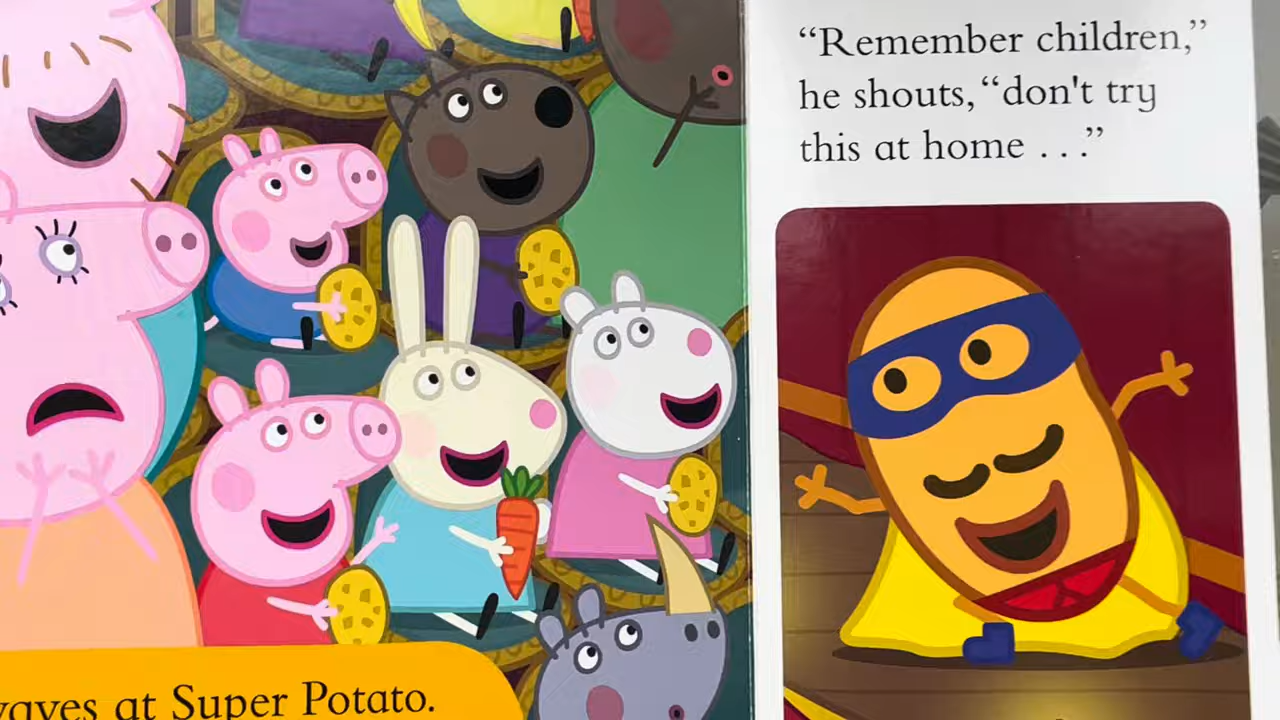 waves at Super Potato.
“Remember children,”
he shouts, “don't try
this at home . . .”